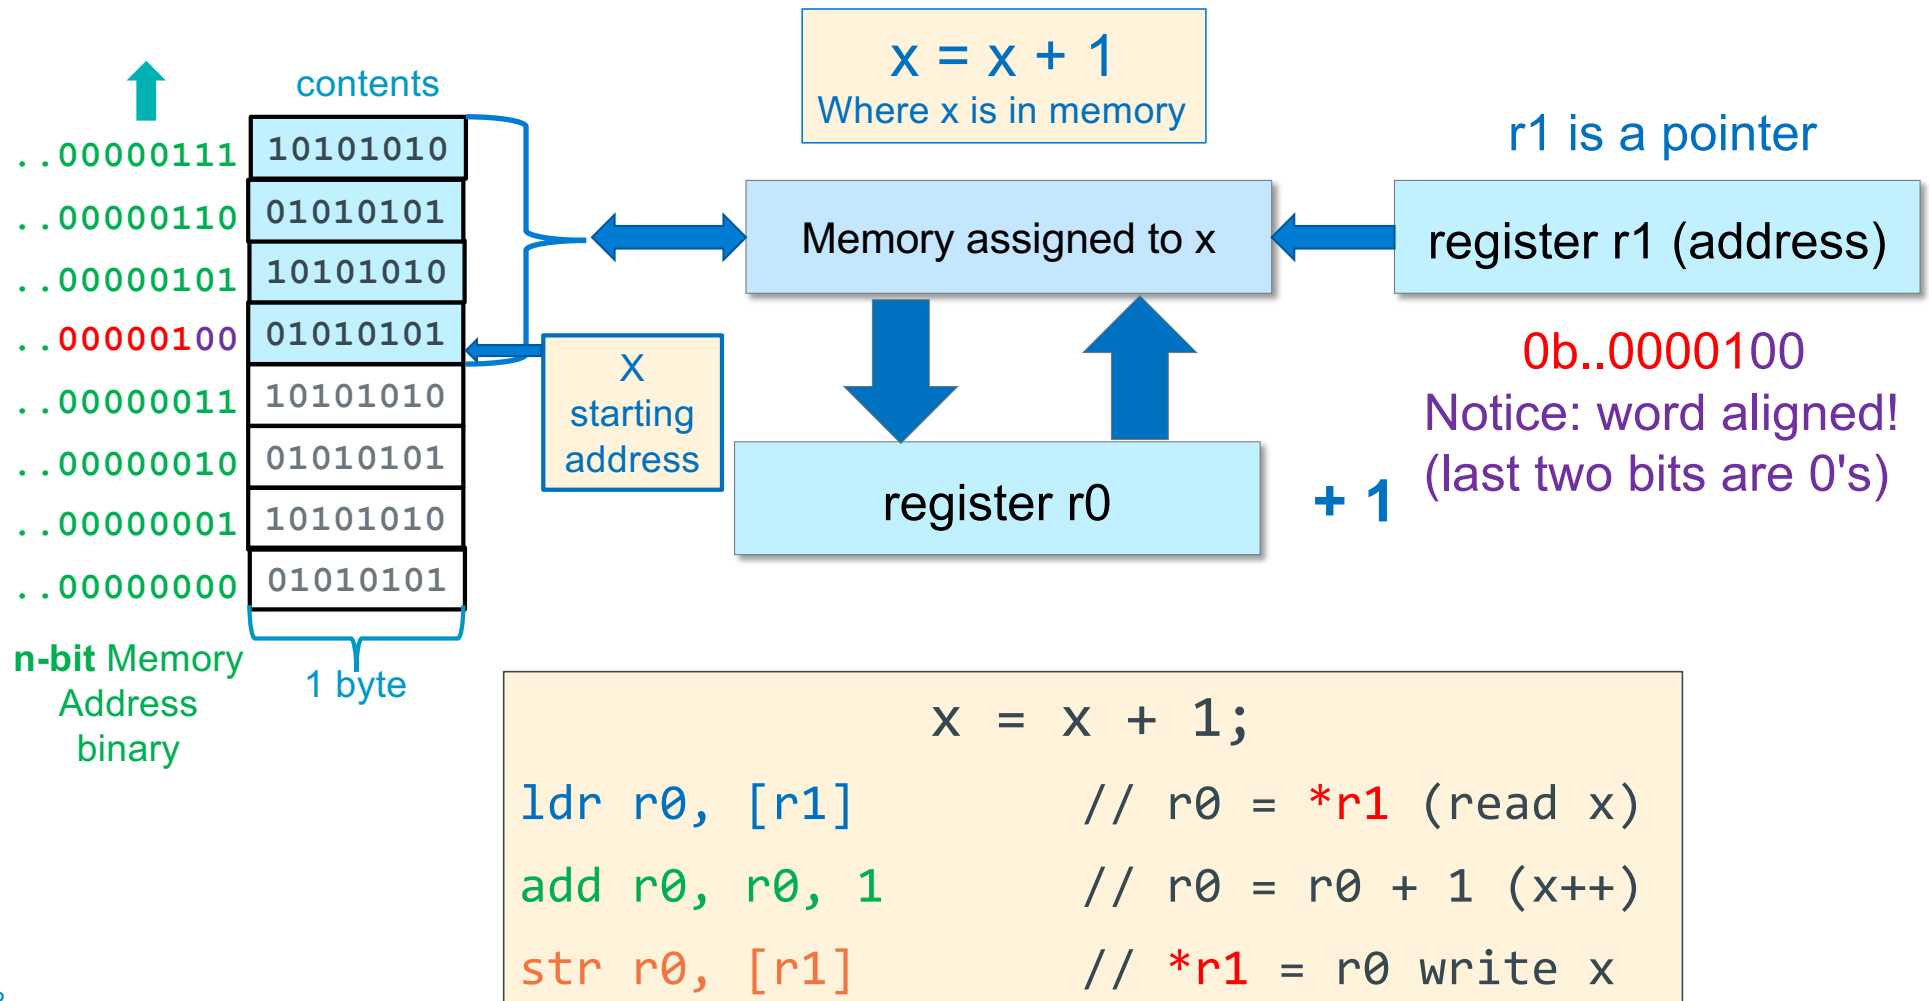 x = x + 1
Where x is in memory
contents
..00000111 10101010
..00000110 01010101
..00000101 10101010
..00000100 01010101
..00000011 10101010
..00000010 01010101
..00000001 10101010
..00000000 01010101
n-bit Memory
Address
binary
1 byte
X
starting
address
Memory assigned to x
register r0
+ 1
r1 is a pointer
register r1 (address)
0b..0000100
Notice: word aligned!
(last two bits are 0's)
x = x + 1;
ldr r0, [r1] // r0 = *r1 (read x)
add r0, r0, 1 // r0 = r0 + 1 (x++)
str r0, [r1] // *r1 = r0 write x